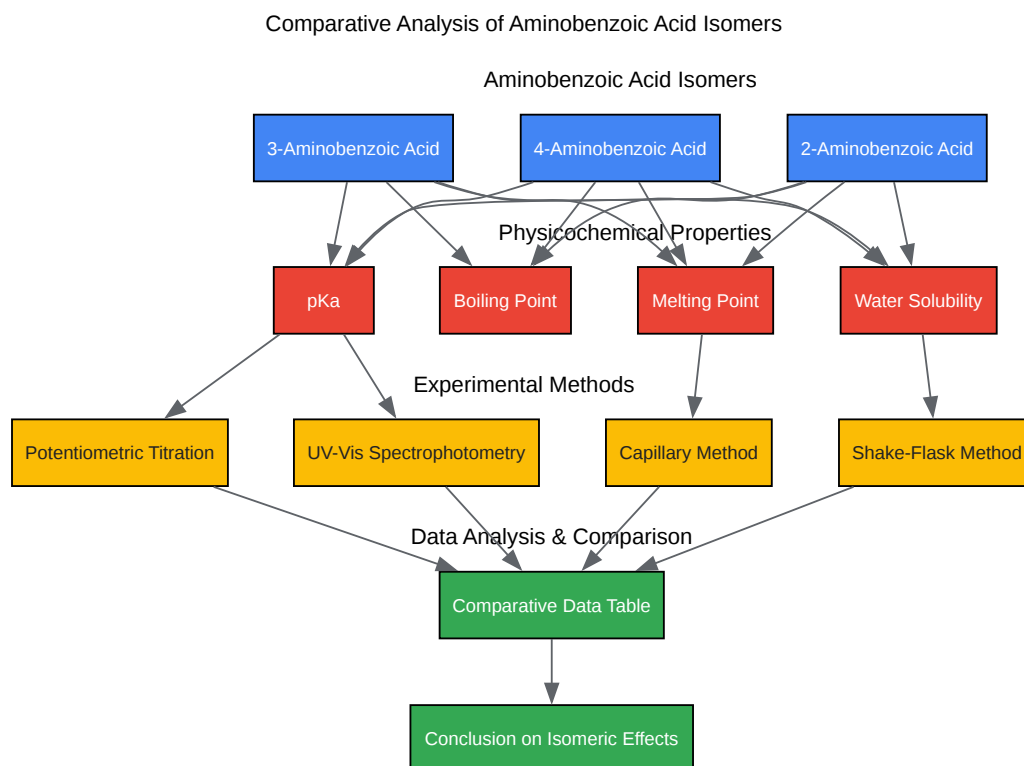 Comparative Analysis of Aminobenzoic Acid Isomers
Aminobenzoic Acid Isomers
3-Aminobenzoic Acid
4-Aminobenzoic Acid
2-Aminobenzoic Acid
Physicochemical Properties
pKa
Boiling Point
Melting Point
Water Solubility
Experimental Methods
Potentiometric Titration
UV-Vis Spectrophotometry
Capillary Method
Shake-Flask Method
Data Analysis & Comparison
Comparative Data Table
Conclusion on Isomeric Effects